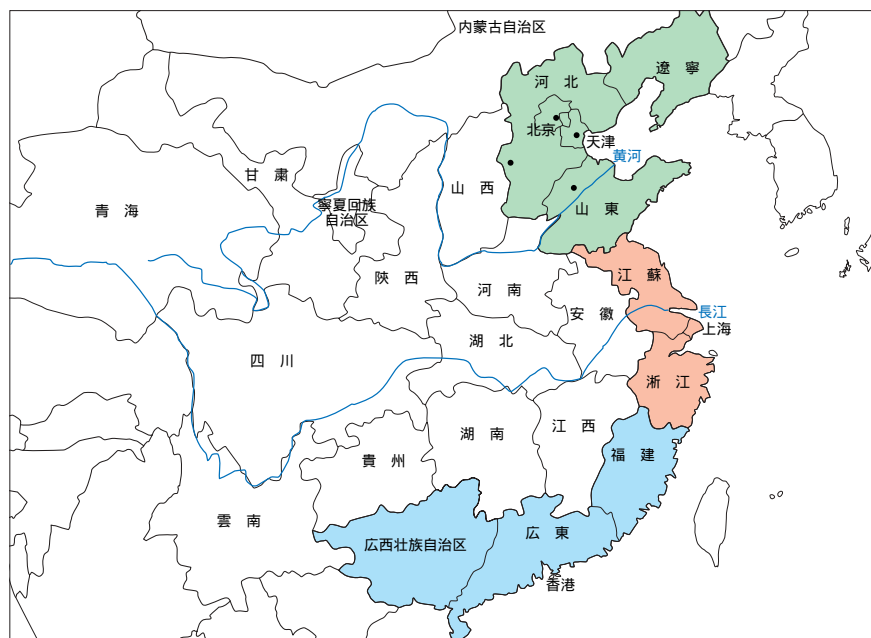 内蒙古自治区
河 北
遼 寧
北京
天津
黄河
甘 粛
山 西
青 海
寧夏回族
自治区
山 東
陝 西
江 蘇
河 南
安 徽
長江
上海
湖 北
四 川
浙 江
湖 南
江 西
福 建
貴 州
雲 南
広 東
広西壮族自治区
香港